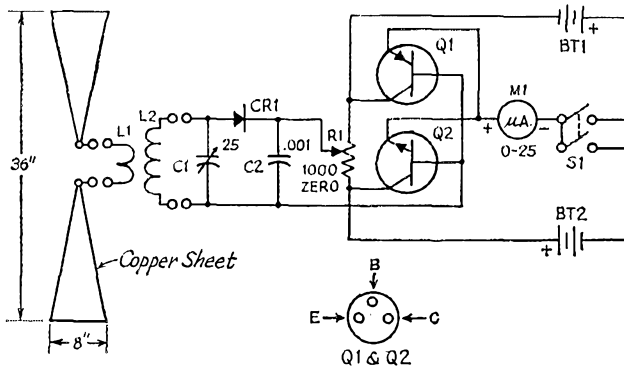 36"
8"
Copper Sheet
L1
L2
CR1
C1
25
C2
.001
R1
1000
ZERO
Q1
Q2
BT1
+
M1
+ μA. -
0-25
S1
BT2
+
B
E
C
Q1 & Q2